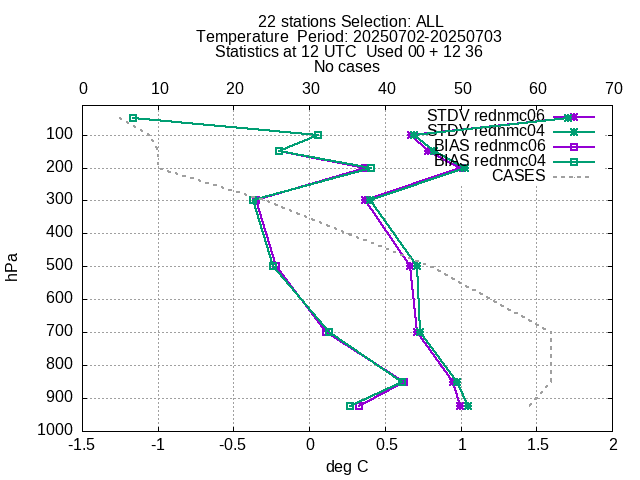 22 stations Selection: ALL
Temperature  Period: 20250702-20250703
Statistics at 12 UTC  Used 00 + 12 36
No cases
0 10 20 30 40 50 60 70
STDV rednmc06
STDV rednmc04
BIAS rednmc06
BIAS rednmc04
CASES
100
200
300
400
500
600
700
800
900
1000
hPa
-1.5 -1 -0.5 0 0.5 1 1.5 2
deg C